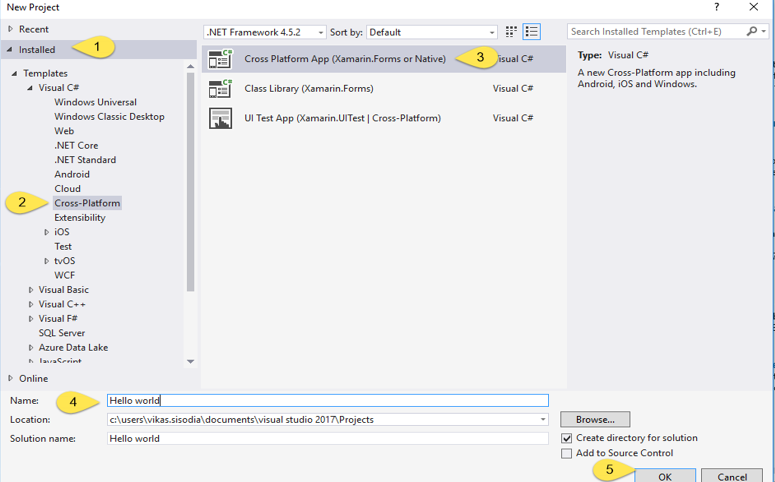 New Project
? X
Recent
.NET Framework 4.5.2 Sort by: Default
Search Installed Templates (Ctrl+E)
Installed
1
Templates
Visual C#
Windows Universal
Windows Classic Desktop
Web
.NET Core
.NET Standard
Android
Cloud
2
Cross-Platform
Extensibility
iOS
Test
tvOS
WCF
Visual Basic
Visual C++
Visual F#
SQL Server
Azure Data Lake
JavaScript
Online
Cross Platform App (Xamarin.Forms or Native) 3 Visual C#
Class Library (Xamarin.Forms) Visual C#
UI Test App (Xamarin.UITest | Cross-Platform) Visual C#
Type: Visual C#
A new Cross-Platform app including
Android, iOS and Windows.
Name: 4 Hello world
Location: c:\users\vikas.sisodia\documents\visual studio 2017\Projects Browse...
Solution name: Hello world
Create directory for solution
Add to Source Control
5 OK Cancel